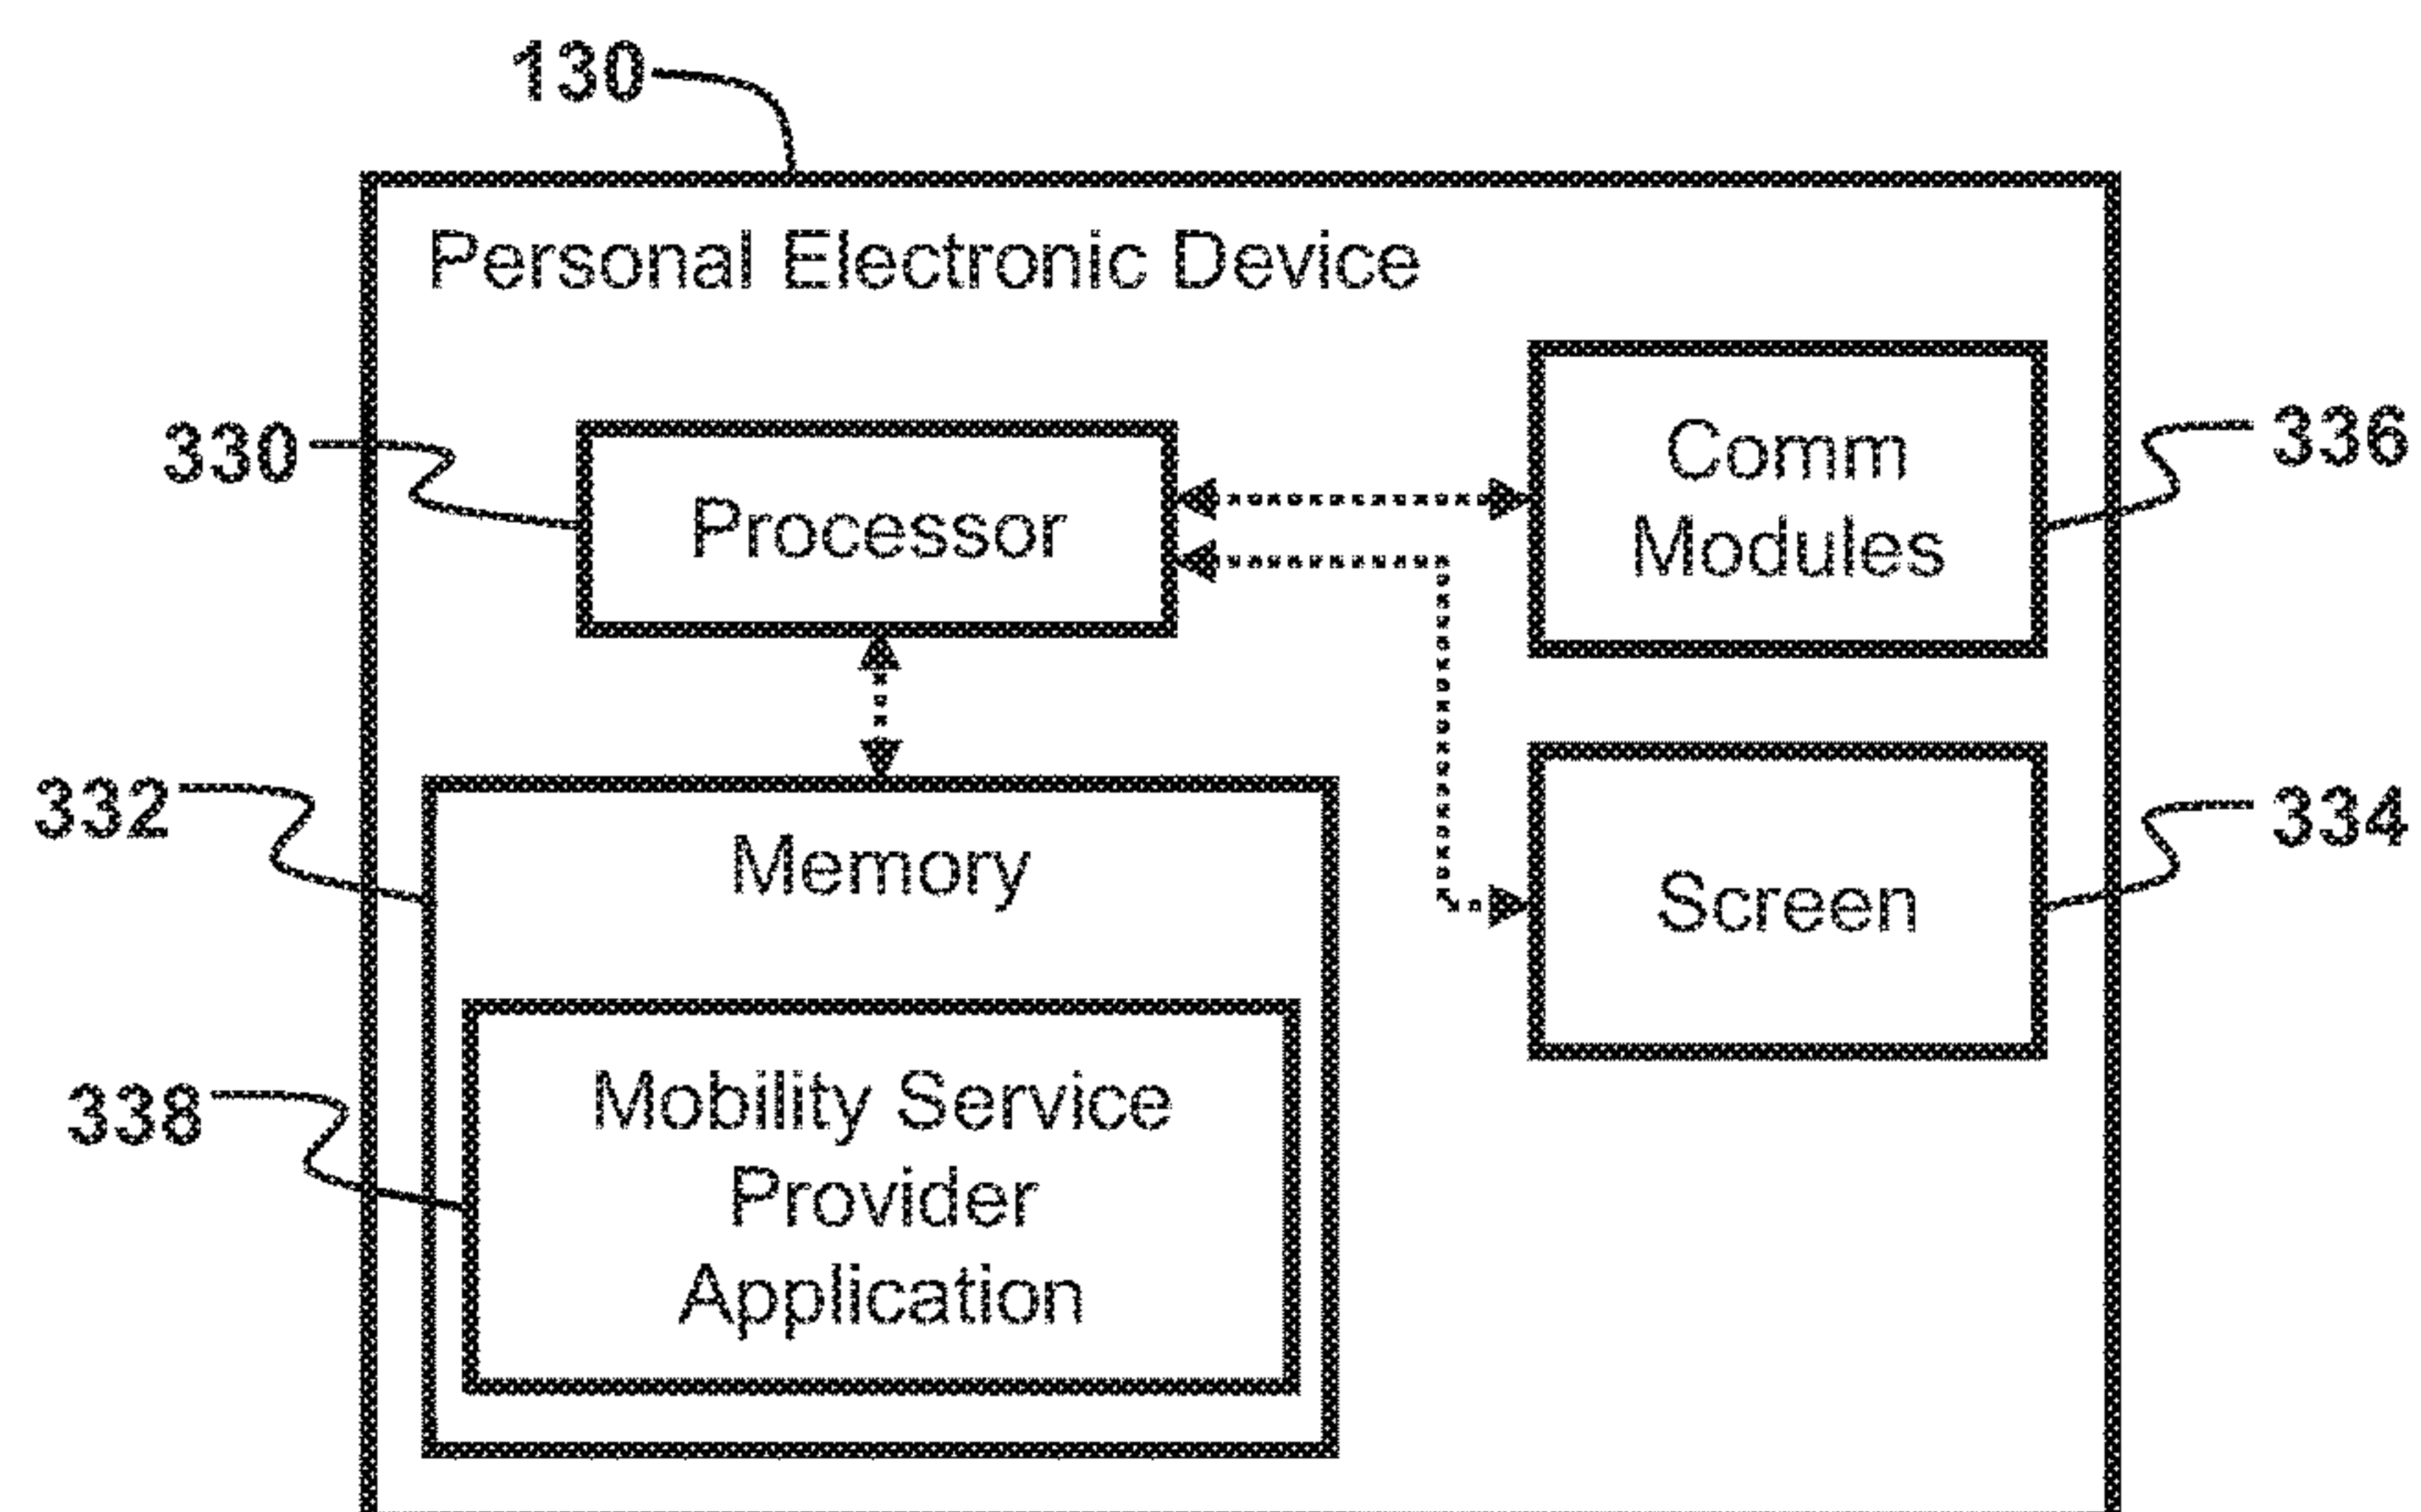 130
Personal Electronic Device
330
Processor
Comm
Modules
336
332
Memory
Screen
334
338
Mobility Service
Provider
Application